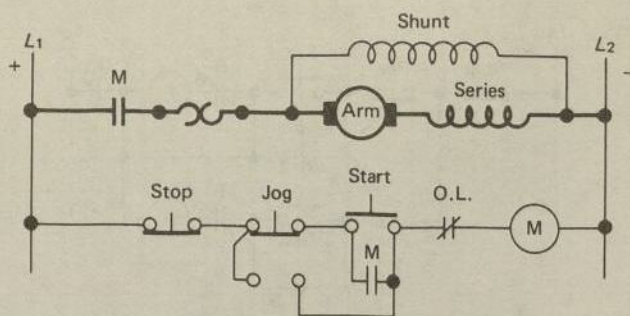 Shunt
L1
L2
+
M
-
Series
Arm
Start
Stop
Jog
O.L.
M
M